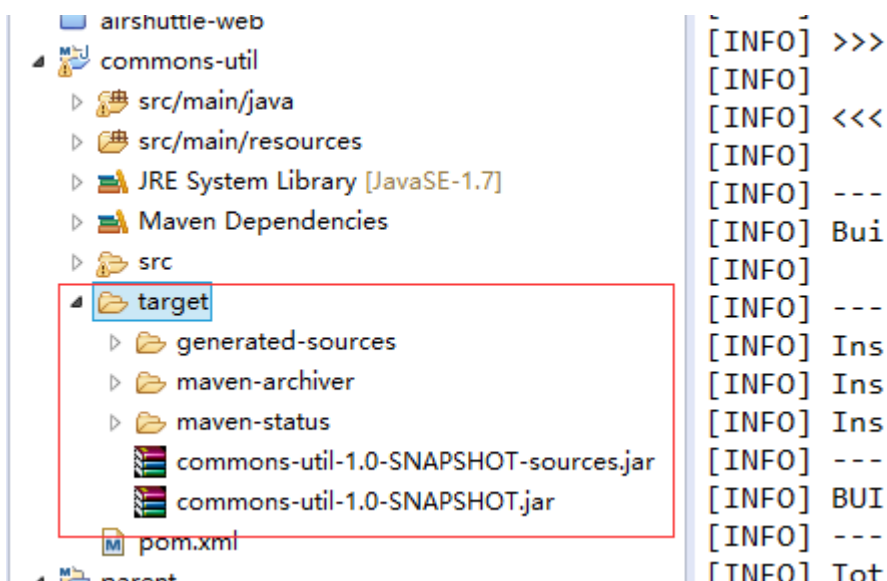 airshuttle-web
commons-util
src/main/java
src/main/resources
JRE System Library [JavaSE-1.7]
Maven Dependencies
src
target
generated-sources
maven-archiver
maven-status
commons-util-1.0-SNAPSHOT-sources.jar
commons-util-1.0-SNAPSHOT.jar
pom.xml
parent
[INFO] >>>
[INFO]
[INFO] <<<
[INFO]
[INFO] ---
[INFO] Bui
[INFO]
[INFO] ---
[INFO] Ins
[INFO] Ins
[INFO] Ins
[INFO] ---
[INFO] BUI
[INFO] ---
[INFO] Tot